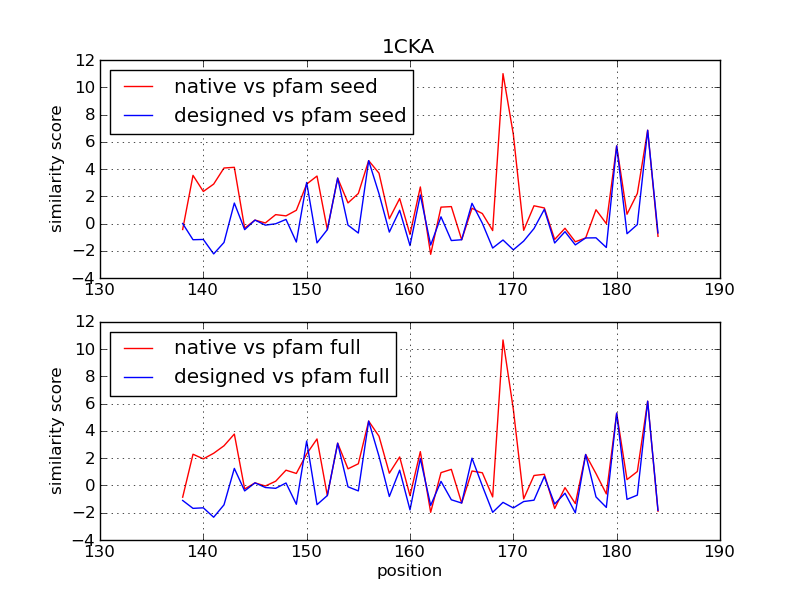 1CKA
12
10
8
6
4
2
0
−2
−4
similarity score
native vs pfam seed
designed vs pfam seed
130 140 150 160 170 180 190
12
10
8
6
4
2
0
−2
−4
similarity score
native vs pfam full
designed vs pfam full
130 140 150 160 170 180 190
position